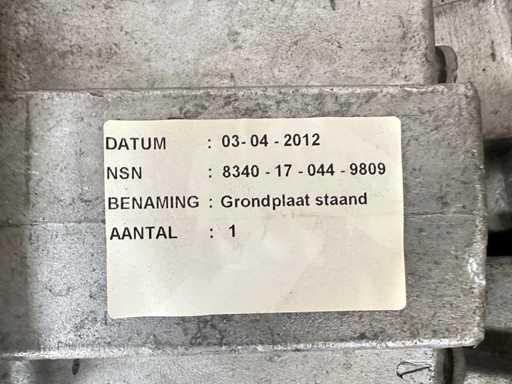 DATUM : 03-04-2012
NSN : 8340-17-044-9809
BENAMING : Grondplaat staand
AANTAL : 1